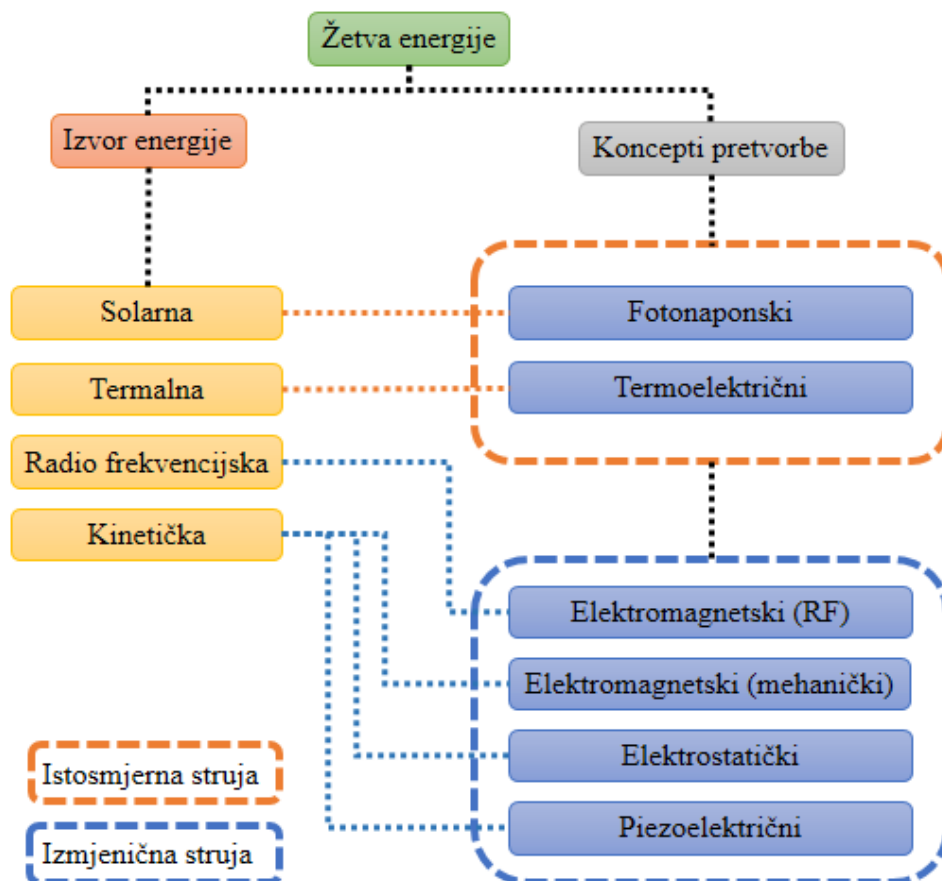 Žetva energije
Izvor energije
Koncepti pretvorbe
Solarna
Fotonaponski
Termalna
Termoelektrični
Radio frekvencijska
Kinetička
Elektromagnetski (RF)
Elektromagnetski (mehanički)
Elektrostatički
Piezoelektrični
Istosmjerna struja
Izmjenična struja